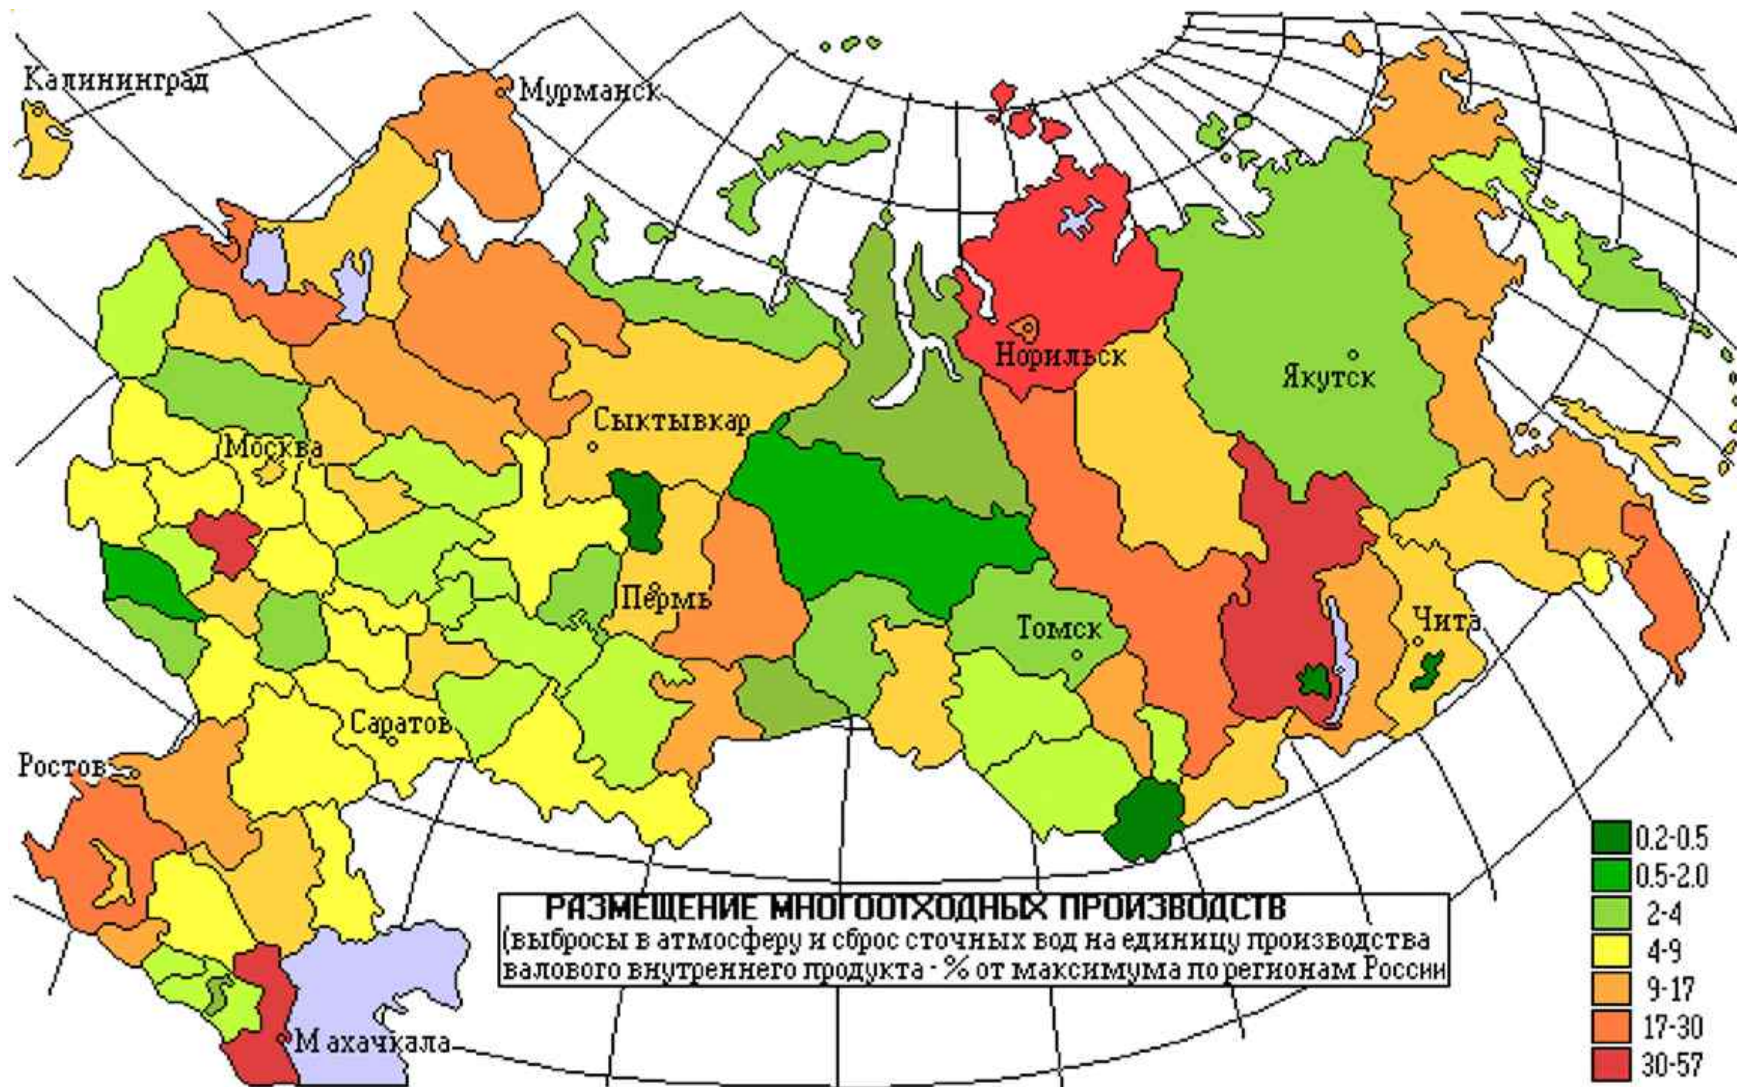 Калининград
Мурманск
Норильск
Якутск
Сыктывкар
Москва
Пермь
Томск
Чита
Саратов
Ростов
Махачкала
РАЗМЕЩЕНИЕ МНОГООТХОДНЫХ ПРОИЗВОДСТВ
(выбросы в атмосферу и сброс сточных вод на единицу производства
валового внутреннего продукта - % от максимума по регионам России
0.2-0.5
0.5-2.0
2-4
4-9
9-17
17-30
30-57